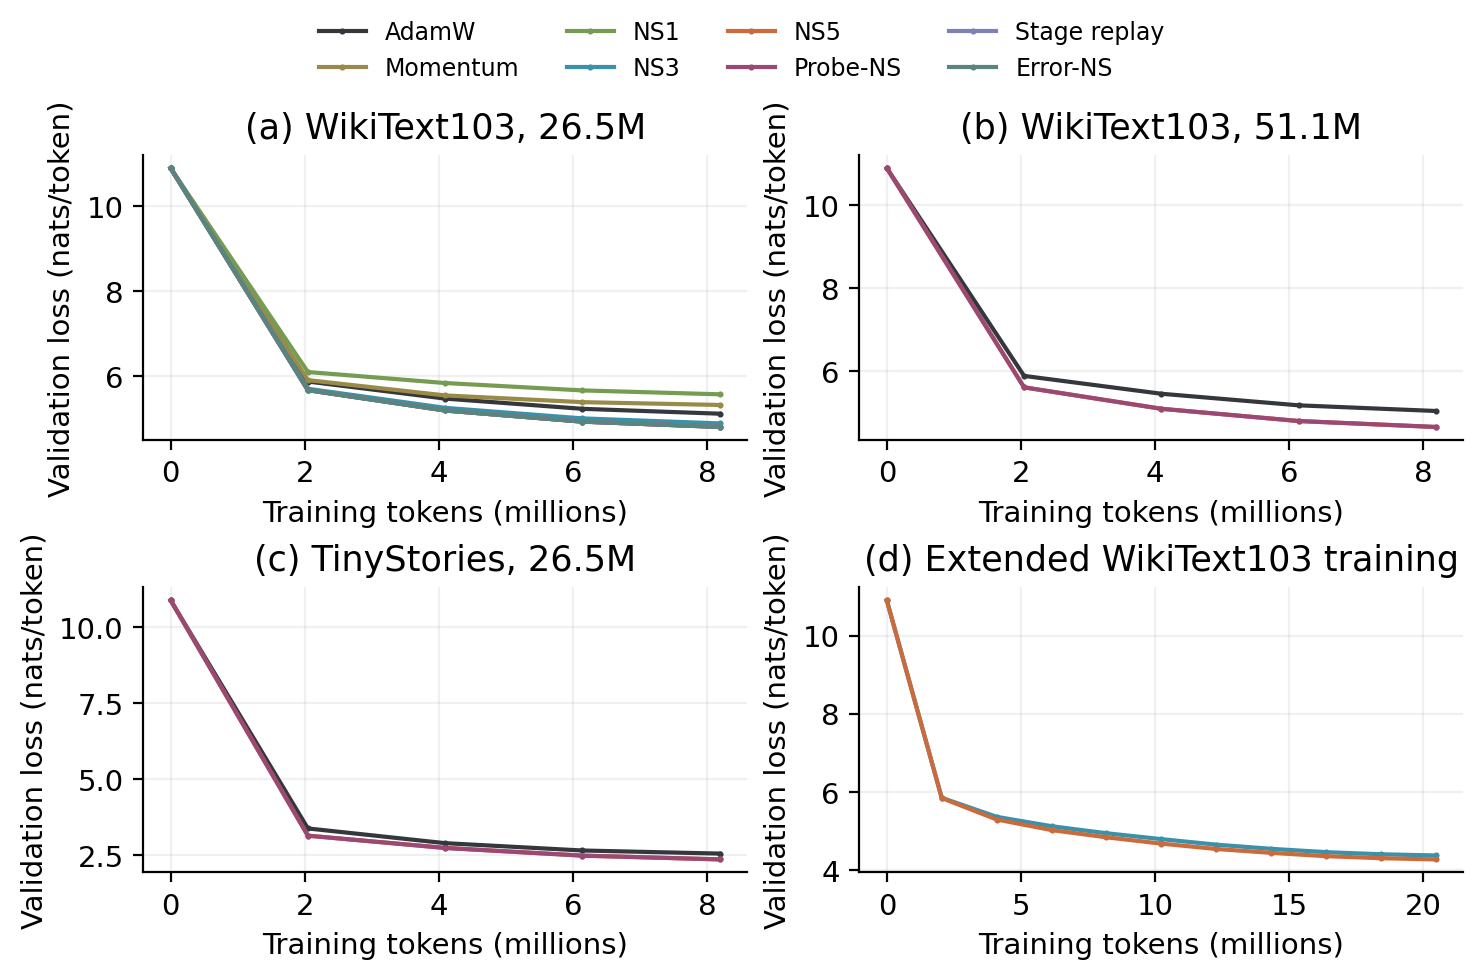 AdamW
Momentum
NS1
NS3
NS5
Probe-NS
Stage replay
Error-NS
(a) WikiText103, 26.5M
Validation loss (nats/token)
10
8
6
0 2 4 6 8
Training tokens (millions)
(b) WikiText103, 51.1M
Validation loss (nats/token)
10
8
6
0 2 4 6 8
Training tokens (millions)
(c) TinyStories, 26.5M
Validation loss (nats/token)
10.0
7.5
5.0
2.5
0 2 4 6 8
Training tokens (millions)
(d) Extended WikiText103 training
Validation loss (nats/token)
10
8
6
4
0 5 10 15 20
Training tokens (millions)